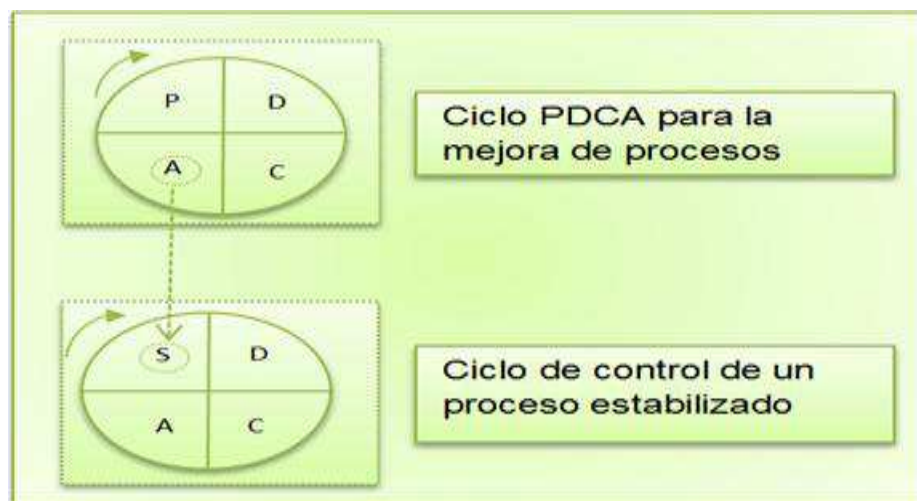 P D
A C
Ciclo PDCA para la
mejora de procesos
S D
A C
Ciclo de control de un
proceso estabilizado